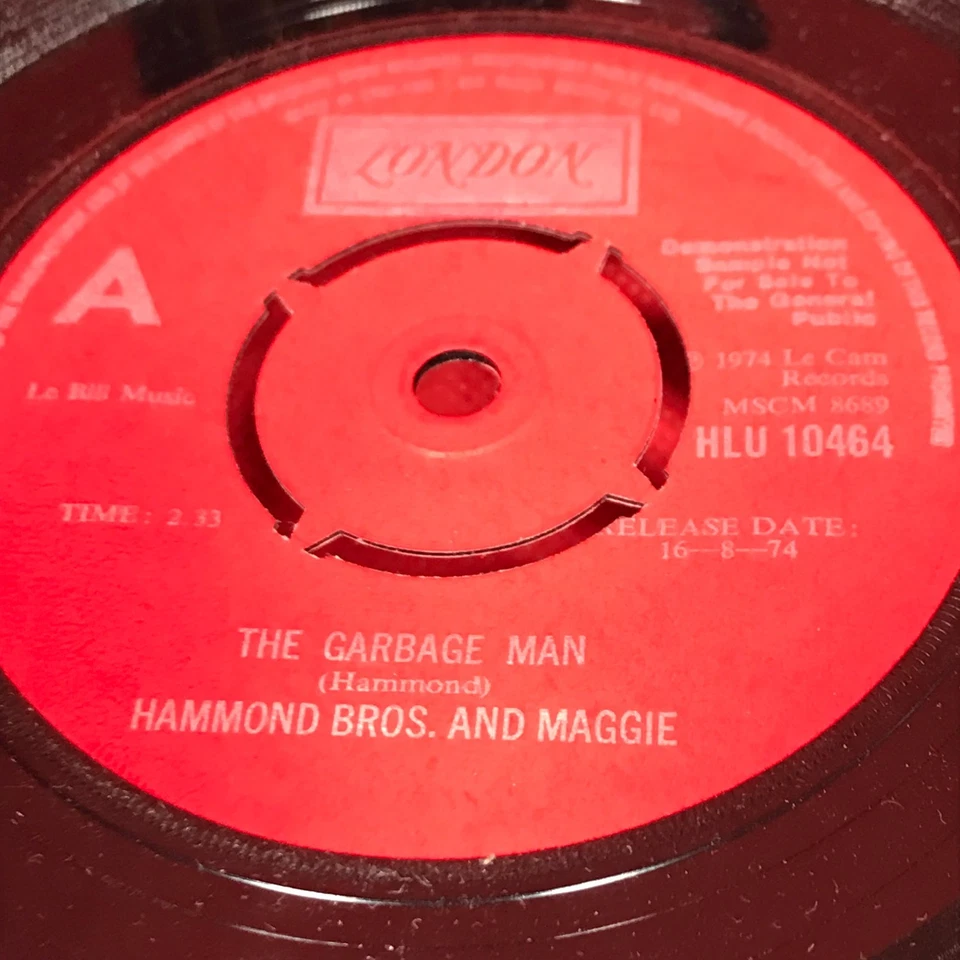 LONDON
A
Demonstration
Sample Not
For Sale To
The General
Public
℗ 1974 Le Cam
Records
MSCM 8689
HLU 10464
Le Bill Music
TIME: 2 33
RELEASE DATE:
16—8—74
THE GARBAGE MAN
(Hammond)
HAMMOND BROS. AND MAGGIE